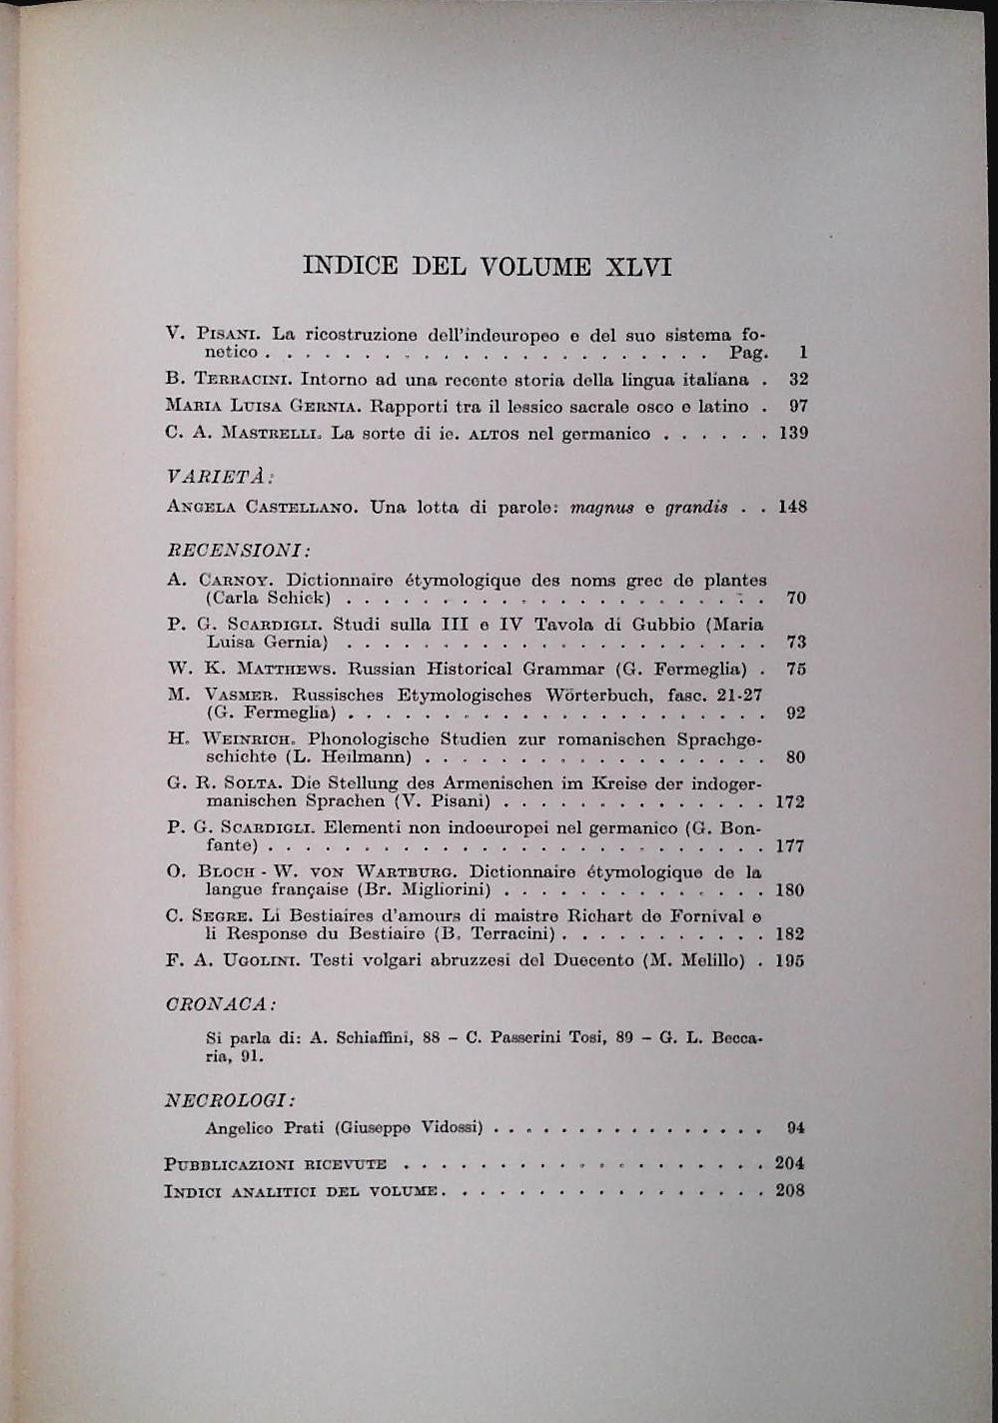 INDICE DEL VOLUME XLVI
V. PISANI. La ricostruzione dell'indeuropeo e del suo sistema fo-
netico . . . . . . . . . . . . . . . . . . . . . . . . Pag. 1
B. TERRACINI. Intorno ad una recente storia della lingua italiana . 32
MARIA LUISA GERNIA. Rapporti tra il lessico sacrale osco e latino . 97
C. A. MASTRELLI. La sorte di ie. ALTOS nel germanico . . . . . . 139
VARIETÀ:
ANGELA CASTELLANO. Una lotta di parole: magnus e grandis . . 148
RECENSIONI:
A. CARNOY. Dictionnaire étymologique des noms grec de plantes
(Carla Schick) . . . . . . . . . . . . . . . . . . . . . . 70
P. G. SCARDIGLI. Studi sulla III e IV Tavola di Gubbio (Maria
Luisa Gernia) . . . . . . . . . . . . . . . . . . . . . . 73
W. K. MATTHEWS. Russian Historical Grammar (G. Fermeglia) . 75
M. VASMER. Russisches Etymologisches Wörterbuch, fasc. 21-27
(G. Fermeglia) . . . . . . . . . . . . . . . . . . . . . . 92
H. WEINRICH. Phonologische Studien zur romanischen Sprachge-
schichte (L. Heilmann) . . . . . . . . . . . . . . . . . . 80
G. R. SOLTA. Die Stellung des Armenischen im Kreise der indoger-
manischen Sprachen (V. Pisani) . . . . . . . . . . . . . . 172
P. G. SCARDIGLI. Elementi non indoeuropei nel germanico (G. Bon-
fante) . . . . . . . . . . . . . . . . . . . . . . . . . . . 177
O. BLOCH - W. VON WARTBURG. Dictionnaire étymologique de la
langue française (Br. Migliorini) . . . . . . . . . . . . . . 180
C. SEGRE. Li Bestiaires d'amours di maistre Richart de Fornival e
li Response du Bestiaire (B. Terracini) . . . . . . . . . . . 182
F. A. UGOLINI. Testi volgari abruzzesi del Duecento (M. Melillo) . 195
CRONACA:
Si parla di: A. Schiaffini, 88 – C. Passerini Tosi, 89 – G. L. Becca-
ria, 91.
NECROLOGI:
Angelico Prati (Giuseppe Vidossi) . . . . . . . . . . . . . . . 94
PUBBLICAZIONI RICEVUTE . . . . . . . . . . . . . . . . . . . 204
INDICI ANALITICI DEL VOLUME . . . . . . . . . . . . . . . . . 208